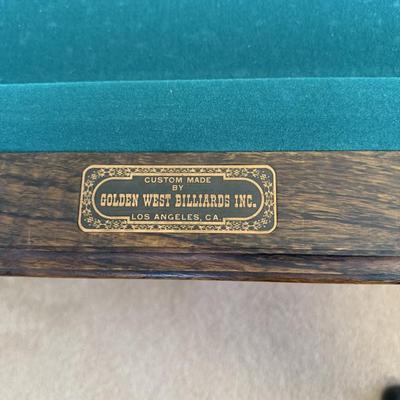 CUSTOM MADE
BY
GOLDEN WEST BILLIARDS INC.
LOS ANGELES, CA.